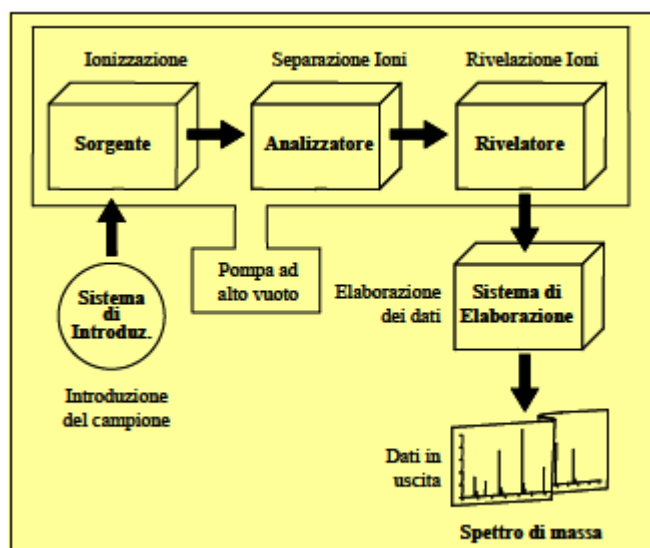 Ionizzazione
Separazione Ioni
Rivelazione Ioni
Sorgente
Analizzatore
Rivelatore
Pompa ad
alto vuoto
Sistema
di
Introduz.
Introduzione
del campione
Elaborazione
dei dati
Sistema di
Elaborazione
Dati in
uscita
Spettro di massa